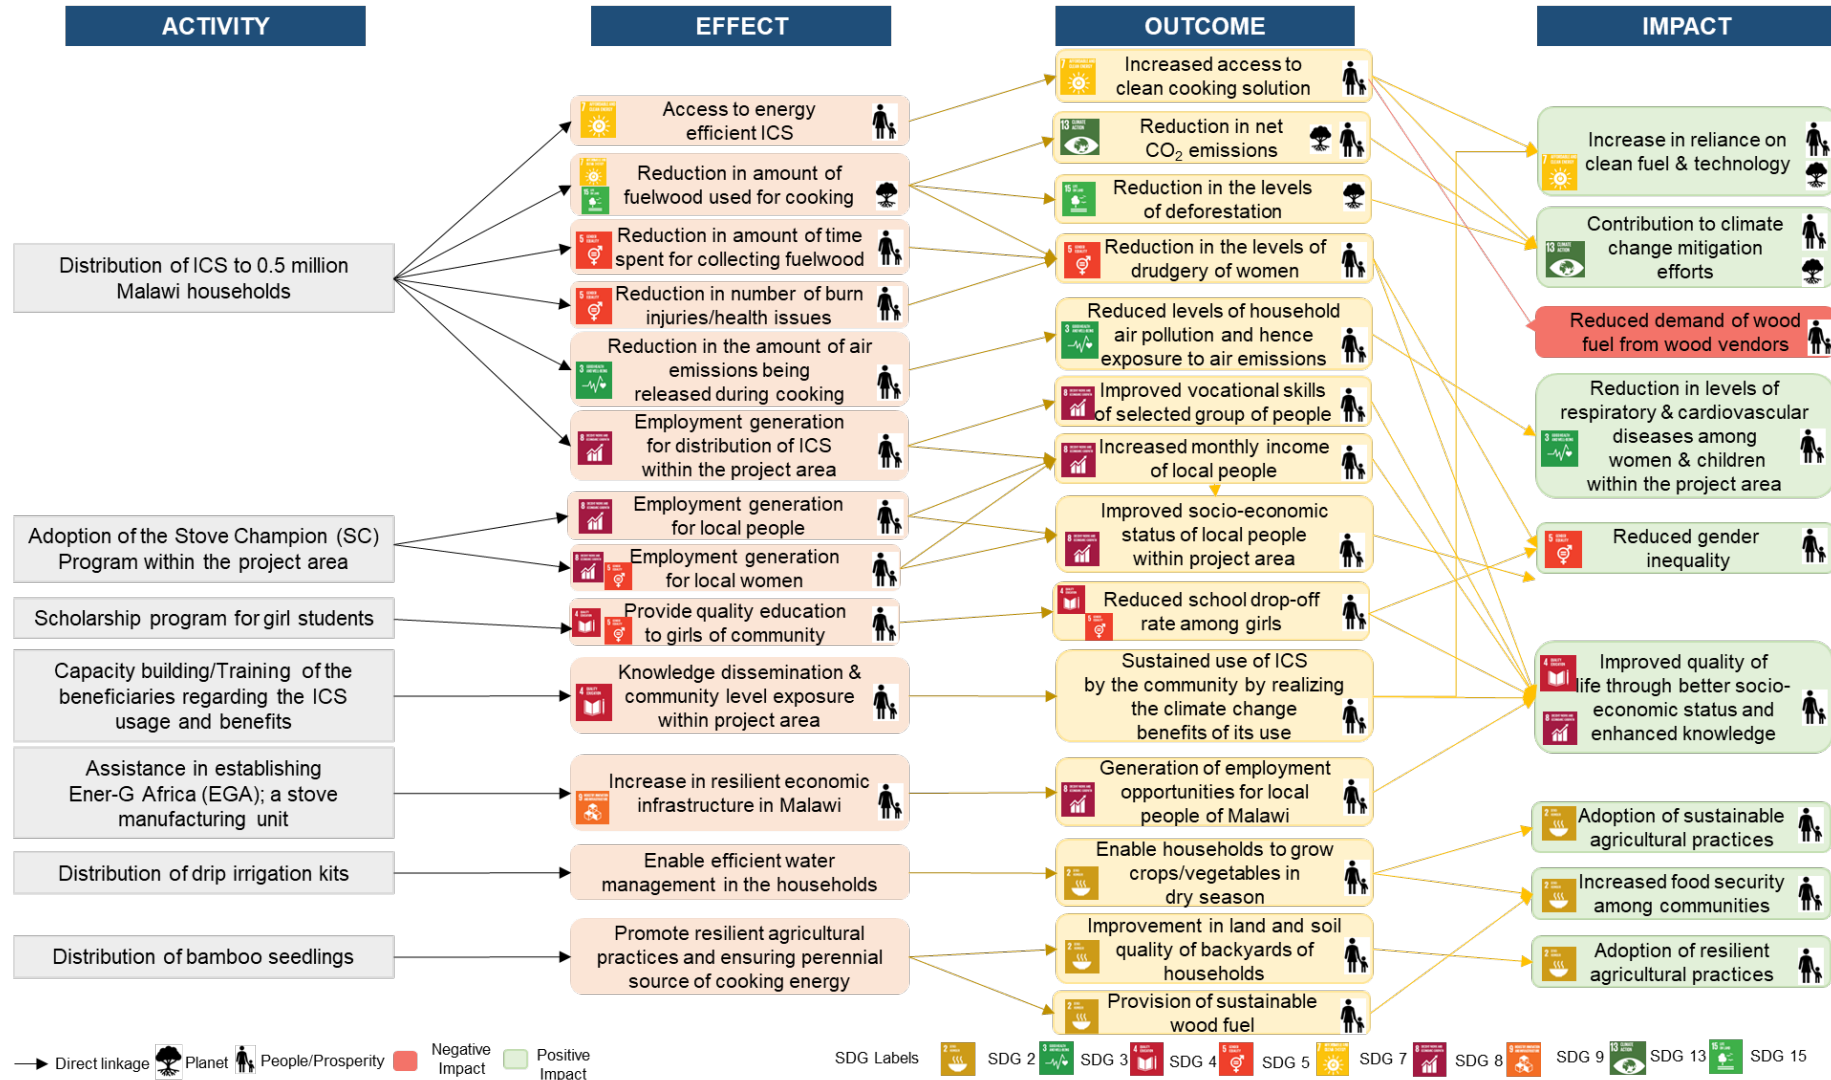 ACTIVITY
EFFECT
OUTCOME
IMPACT
Distribution of ICS to 0.5 million
Malawi households
Adoption of the Stove Champion (SC)
Program within the project area
Scholarship program for girl students
Capacity building/Training of the
beneficiaries regarding the ICS
usage and benefits
Assistance in establishing
Ener-G Africa (EGA); a stove
manufacturing unit
Distribution of drip irrigation kits
Distribution of bamboo seedlings
Access to energy
efficient ICS
Reduction in amount of
fuelwood used for cooking
Reduction in amount of time
spent for collecting fuelwood
Reduction in number of burn
injuries/health issues
Reduction in the amount of air
emissions being
released during cooking
Employment generation
for distribution of ICS
within the project area
Employment generation
for local people
Employment generation
for local women
Provide quality education
to girls of community
Knowledge dissemination &
community level exposure
within project area
Increase in resilient economic
infrastructure in Malawi
Enable efficient water
management in the households
Promote resilient agricultural
practices and ensuring perennial
source of cooking energy
Increased access to
clean cooking solution
Reduction in net
CO2 emissions
Reduction in the levels
of deforestation
Reduction in the levels of
drudgery of women
Reduced levels of household
air pollution and hence
exposure to air emissions
Improved vocational skills
of selected group of people
Increased monthly income
of local people
Improved socio-economic
status of local people
within project area
Reduced school drop-off
rate among girls
Sustained use of ICS
by the community by realizing
the climate change
benefits of its use
Generation of employment
opportunities for local
people of Malawi
Enable households to grow
crops/vegetables in
dry season
Improvement in land and soil
quality of backyards of
households
Provision of sustainable
wood fuel
Increase in reliance on
clean fuel & technology
Contribution to climate
change mitigation
efforts
Reduced demand of wood
fuel from wood vendors
Reduction in levels of
respiratory & cardiovascular
diseases among
women & children
within the project area
Reduced gender
inequality
Improved quality of
life through better socio-
economic status and
enhanced knowledge
Adoption of sustainable
agricultural practices
Increased food security
among communities
Adoption of resilient
agricultural practices
Direct linkage
Planet
People/Prosperity
Negative
Impact
Positive
Impact
SDG Labels
SDG 2
SDG 3
SDG 4
SDG 5
SDG 7
SDG 8
SDG 9
SDG 13
SDG 15